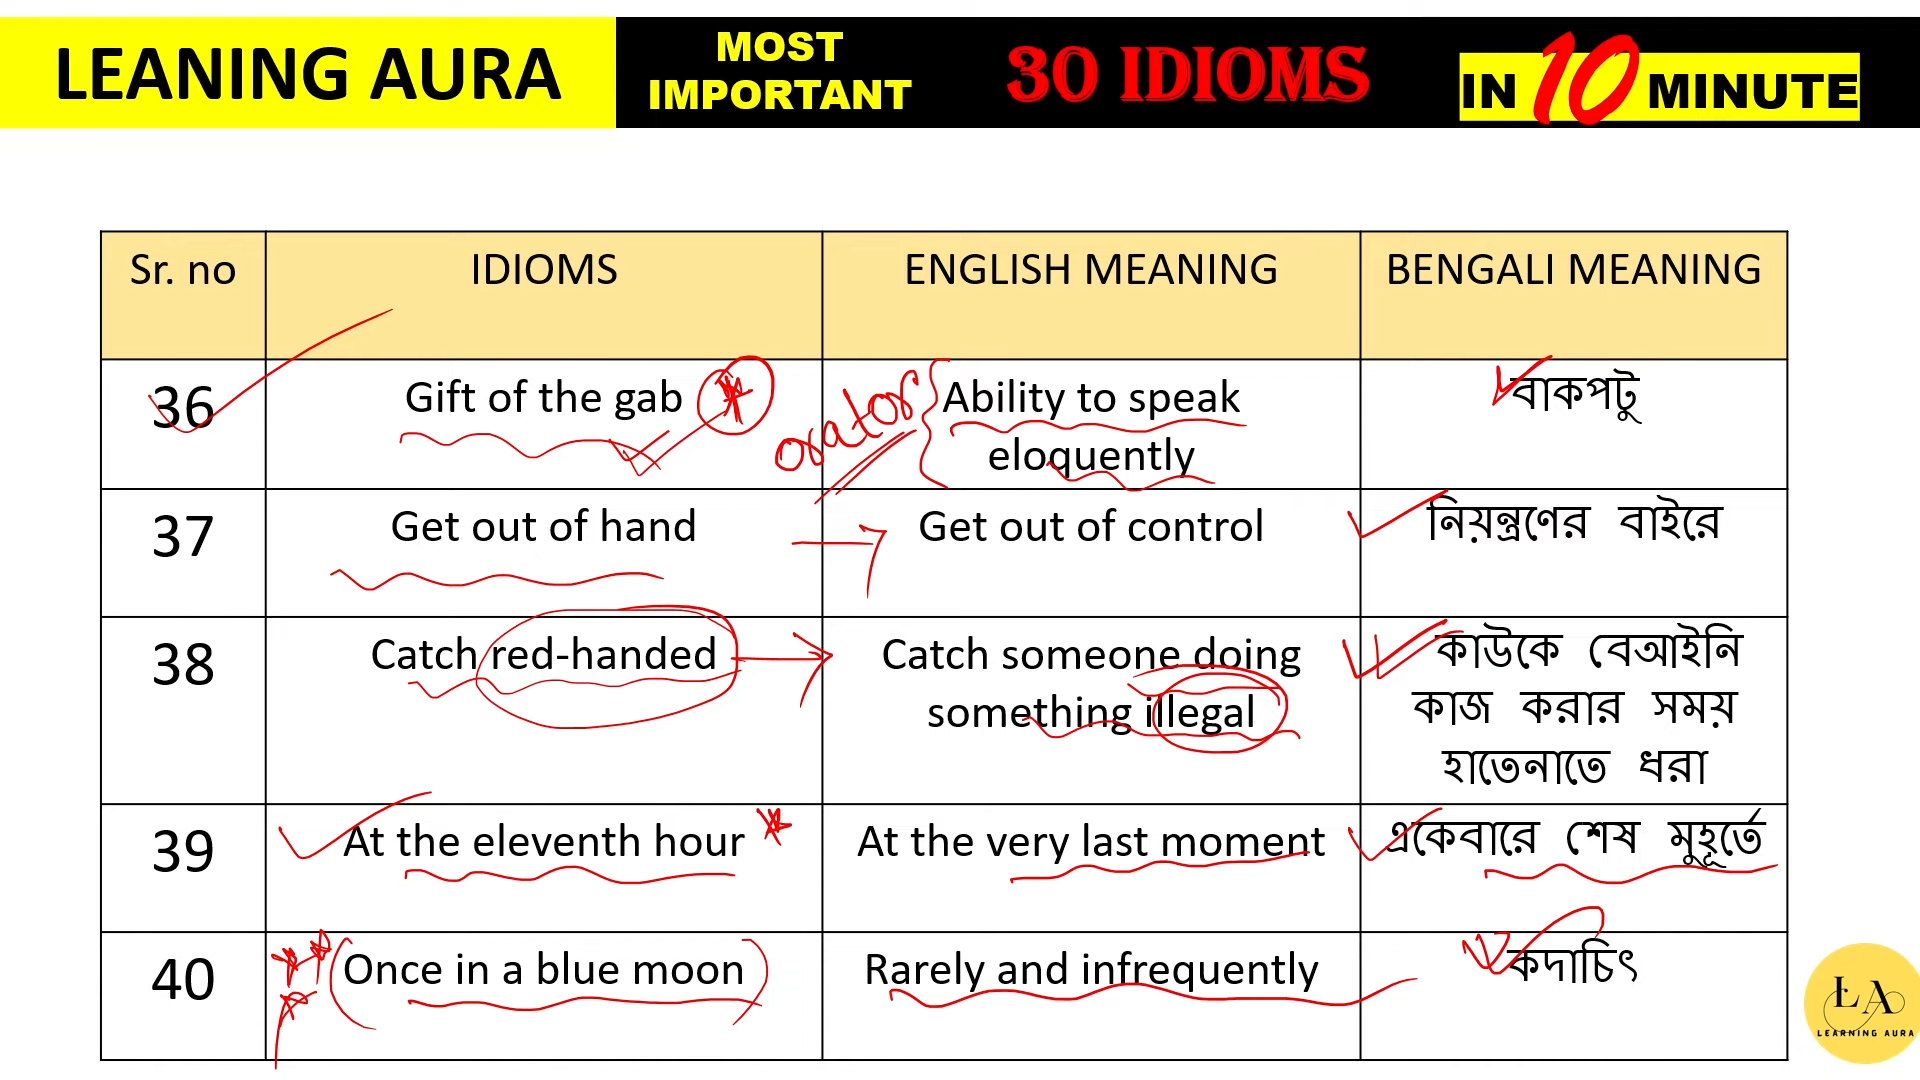 LEANING AURA
MOST
IMPORTANT
30 IDIOMS
IN 10 MINUTE
Sr. no
IDIOMS
ENGLISH MEANING
BENGALI MEANING
36
Gift of the gab
orator
Ability to speak
eloquently
বাকপটু
37
Get out of hand
Get out of control
নিয়ন্ত্রণের বাইরে
38
Catch red-handed
Catch someone doing
something illegal
কাউকে বেআইনি
কাজ করার সময়
হাতেনাতে ধরা
39
At the eleventh hour
At the very last moment
একেবারে শেষ মুহূর্তে
40
Once in a blue moon
Rarely and infrequently
কদাচিৎ
LA
LEARNING AURA